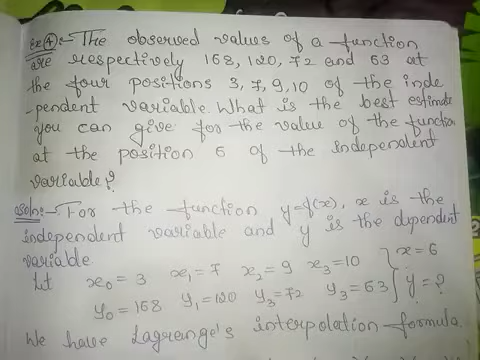 Ex④:- The observed values of a function
are respectively 168, 120, 72 and 63 at
the four positions 3, 7, 9, 10 of the inde
-pendent variable. What is the best estimate
you can give for the value of the function
at the position 6 of the independent
variable?
soln:- For the function y=f(x), x is the
independent variable and y is the dependent
variable
Let x₀ = 3 x₁ = 7 x₂ = 9 x₃ = 10 } x = 6
y₀ = 168 y₁ = 120 y₃ = 72 y₃ = 63 } y = ?
We have Lagrange's interpolation formula